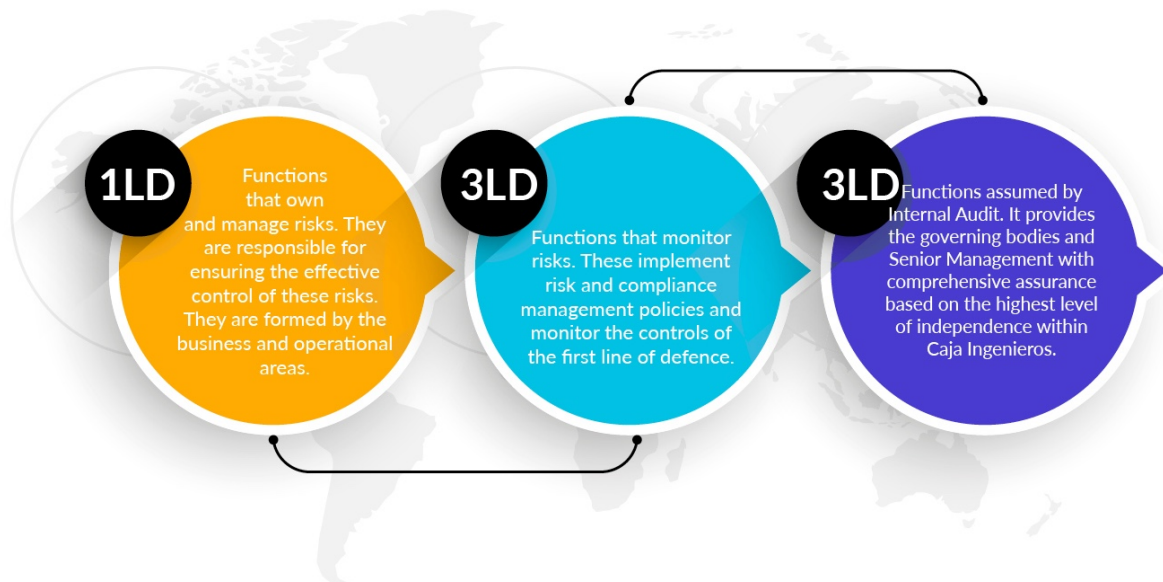 1LD
Functions
that own
and manage risks. They
are responsible for
ensuring the effective
control of these risks.
They are formed by the
business and operational
areas.
3LD
Functions that monitor
risks. These implement
risk and compliance
management policies and
monitor the controls of
the first line of defence.
3LD
Functions assumed by
Internal Audit. It provides
the governing bodies and
Senior Management with
comprehensive assurance
based on the highest level
of independence within
Caja Ingenieros.